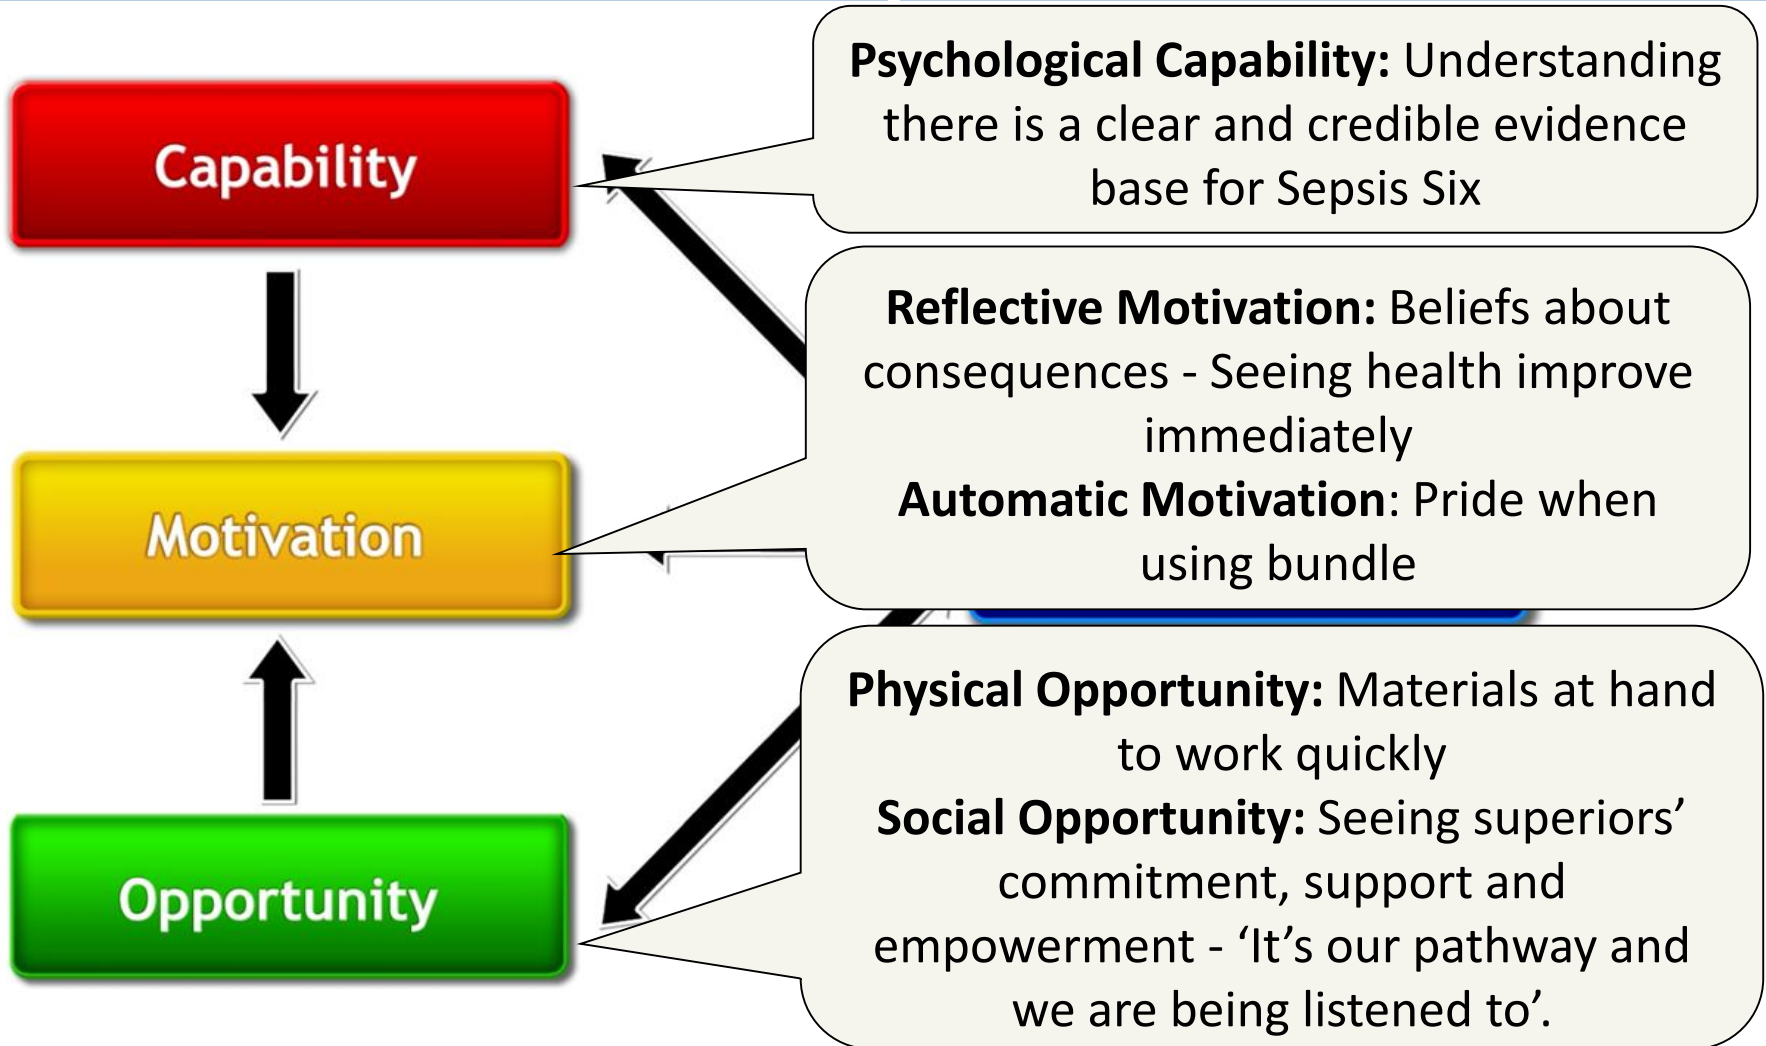 Capability
Psychological Capability: Understanding
there is a clear and credible evidence
base for Sepsis Six
Motivation
Reflective Motivation: Beliefs about
consequences - Seeing health improve
immediately
Automatic Motivation: Pride when
using bundle
Opportunity
Physical Opportunity: Materials at hand
to work quickly
Social Opportunity: Seeing superiors’
commitment, support and
empowerment - ‘It’s our pathway and
we are being listened to’.